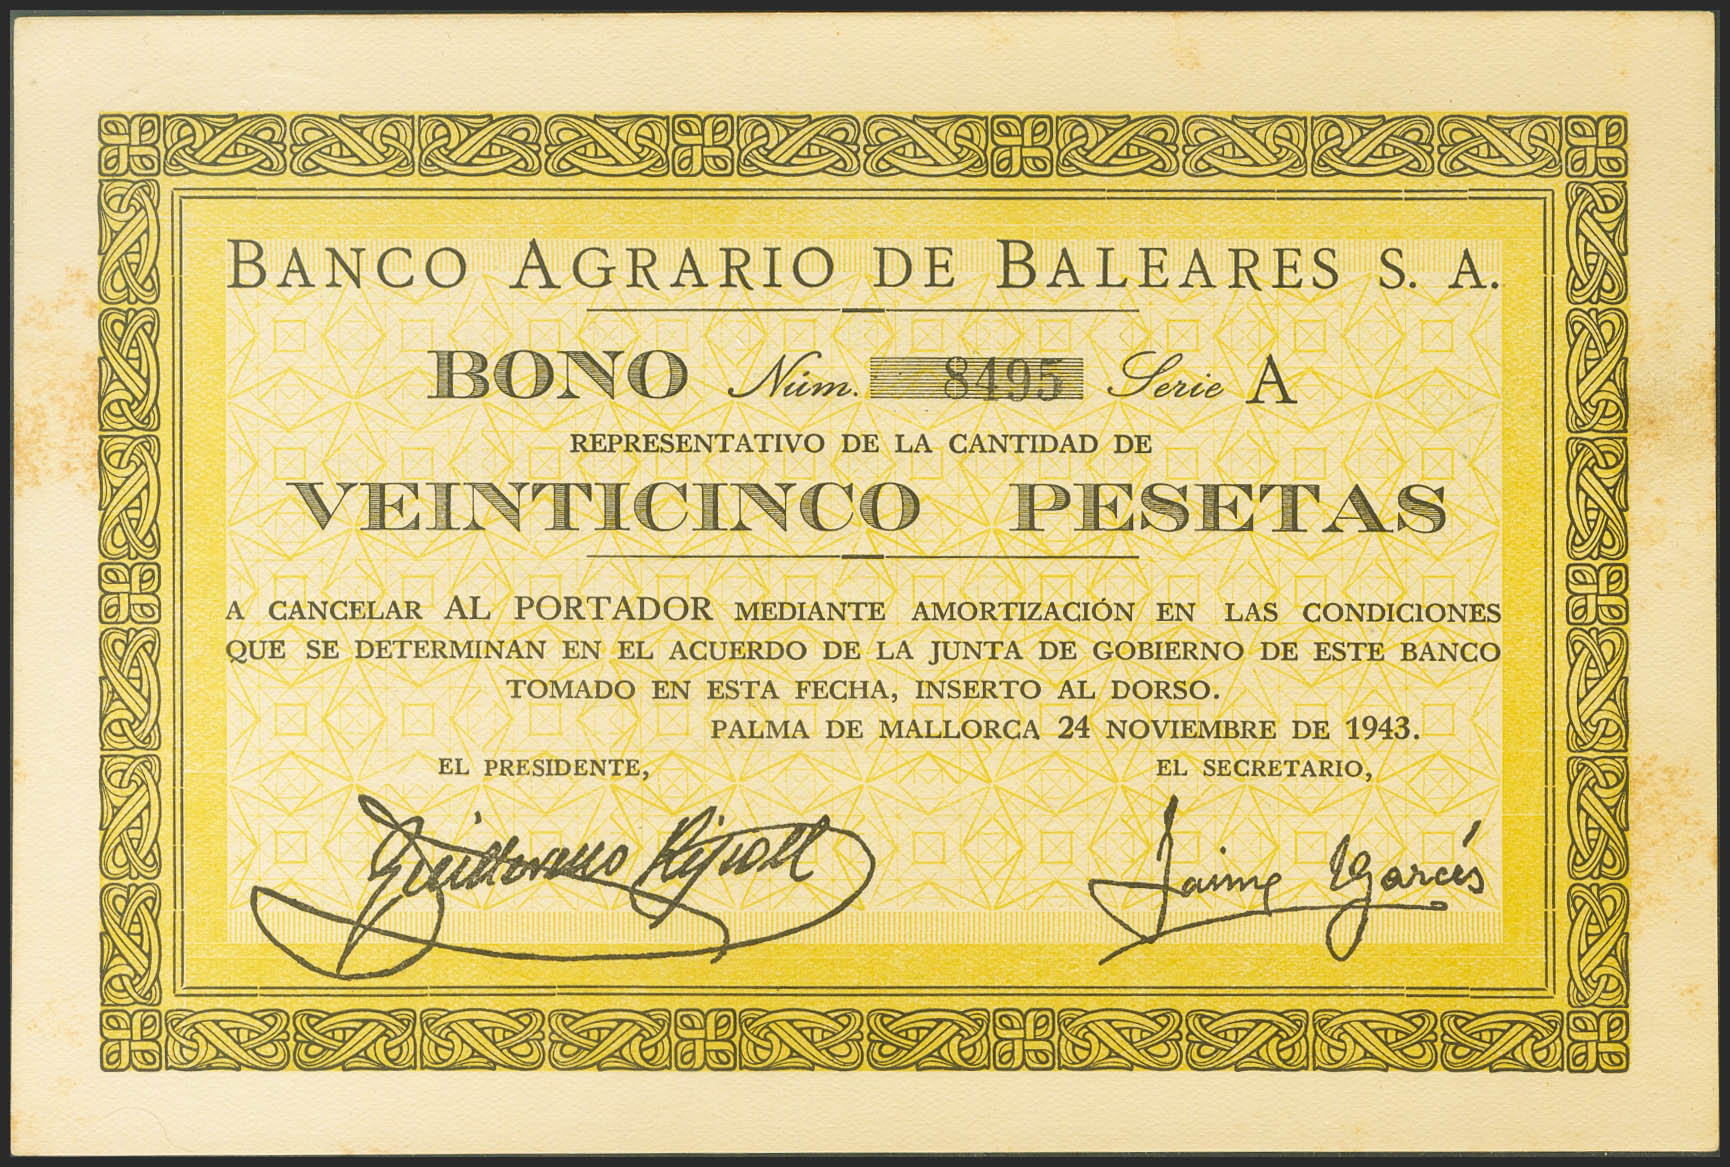 BANCO AGRARIO DE BALEARES S. A.
BONO Núm. 8495 Serie A
REPRESENTATIVO DE LA CANTIDAD DE
VEINTICINCO PESETAS
A CANCELAR AL PORTADOR MEDIANTE AMORTIZACIÓN EN LAS CONDICIONES
QUE SE DETERMINAN EN EL ACUERDO DE LA JUNTA DE GOBIERNO DE ESTE BANCO
TOMADO EN ESTA FECHA, INSERTO AL DORSO.
PALMA DE MALLORCA 24 NOVIEMBRE DE 1943.
EL PRESIDENTE, EL SECRETARIO,
Guillermo Ripoll Jaime Garcés